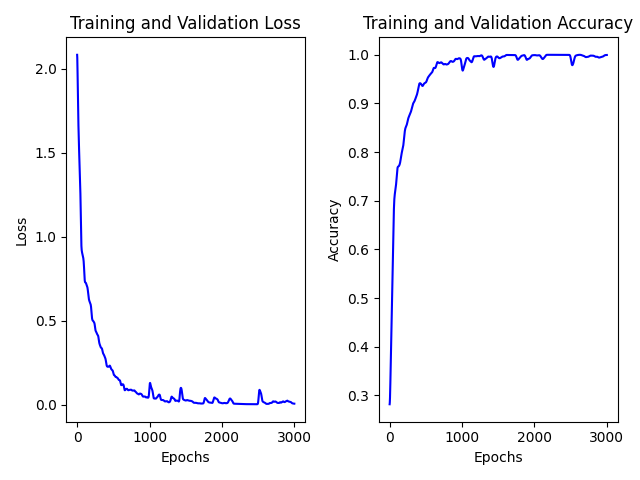 Training and Validation Loss
Loss
2.0
1.5
1.0
0.5
0.0
0 1000 2000 3000
Epochs
Training and Validation Accuracy
Accuracy
1.0
0.9
0.8
0.7
0.6
0.5
0.4
0.3
0 1000 2000 3000
Epochs